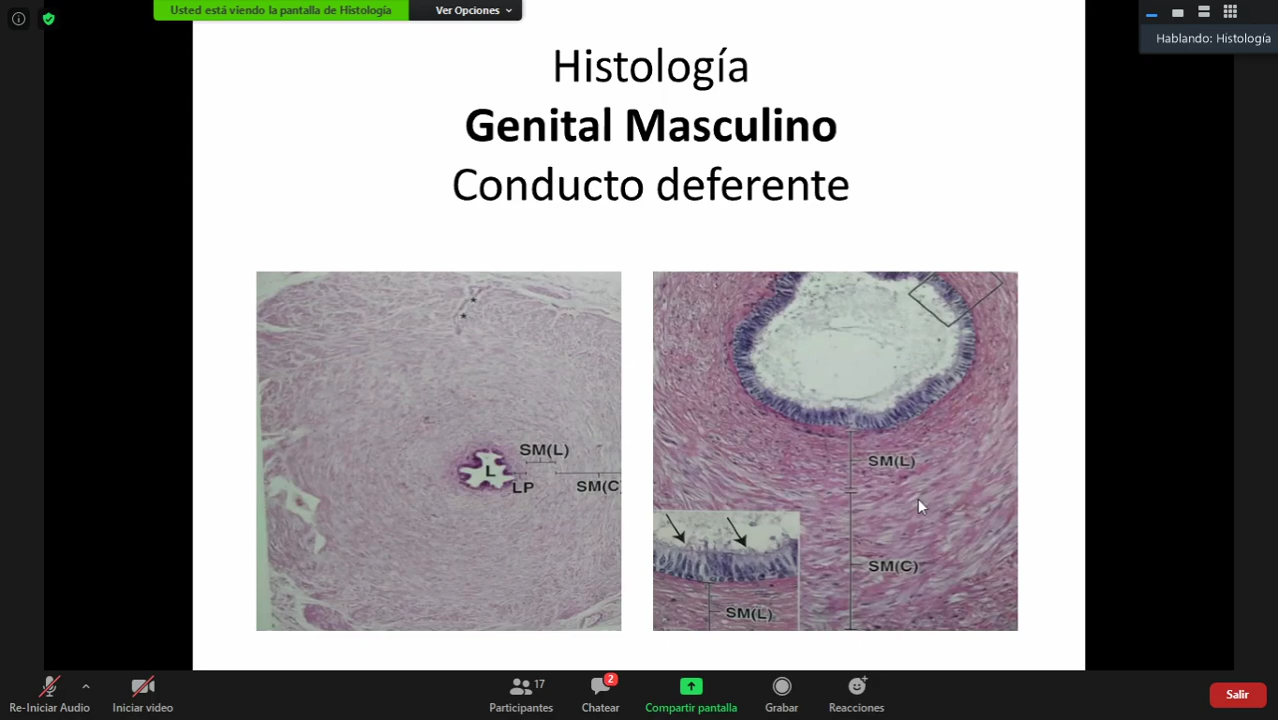 Usted está viendo la pantalla de Histología
Ver Opciones
Hablando: Histología
Histología
Genital Masculino
Conducto deferente
SM(L)
L
LP
SM(C
SM(L)
SM(C)
SM(L)
Re-Iniciar Audio
Iniciar video
17
Participantes
2
Chatear
Compartir pantalla
Grabar
Reacciones
Salir